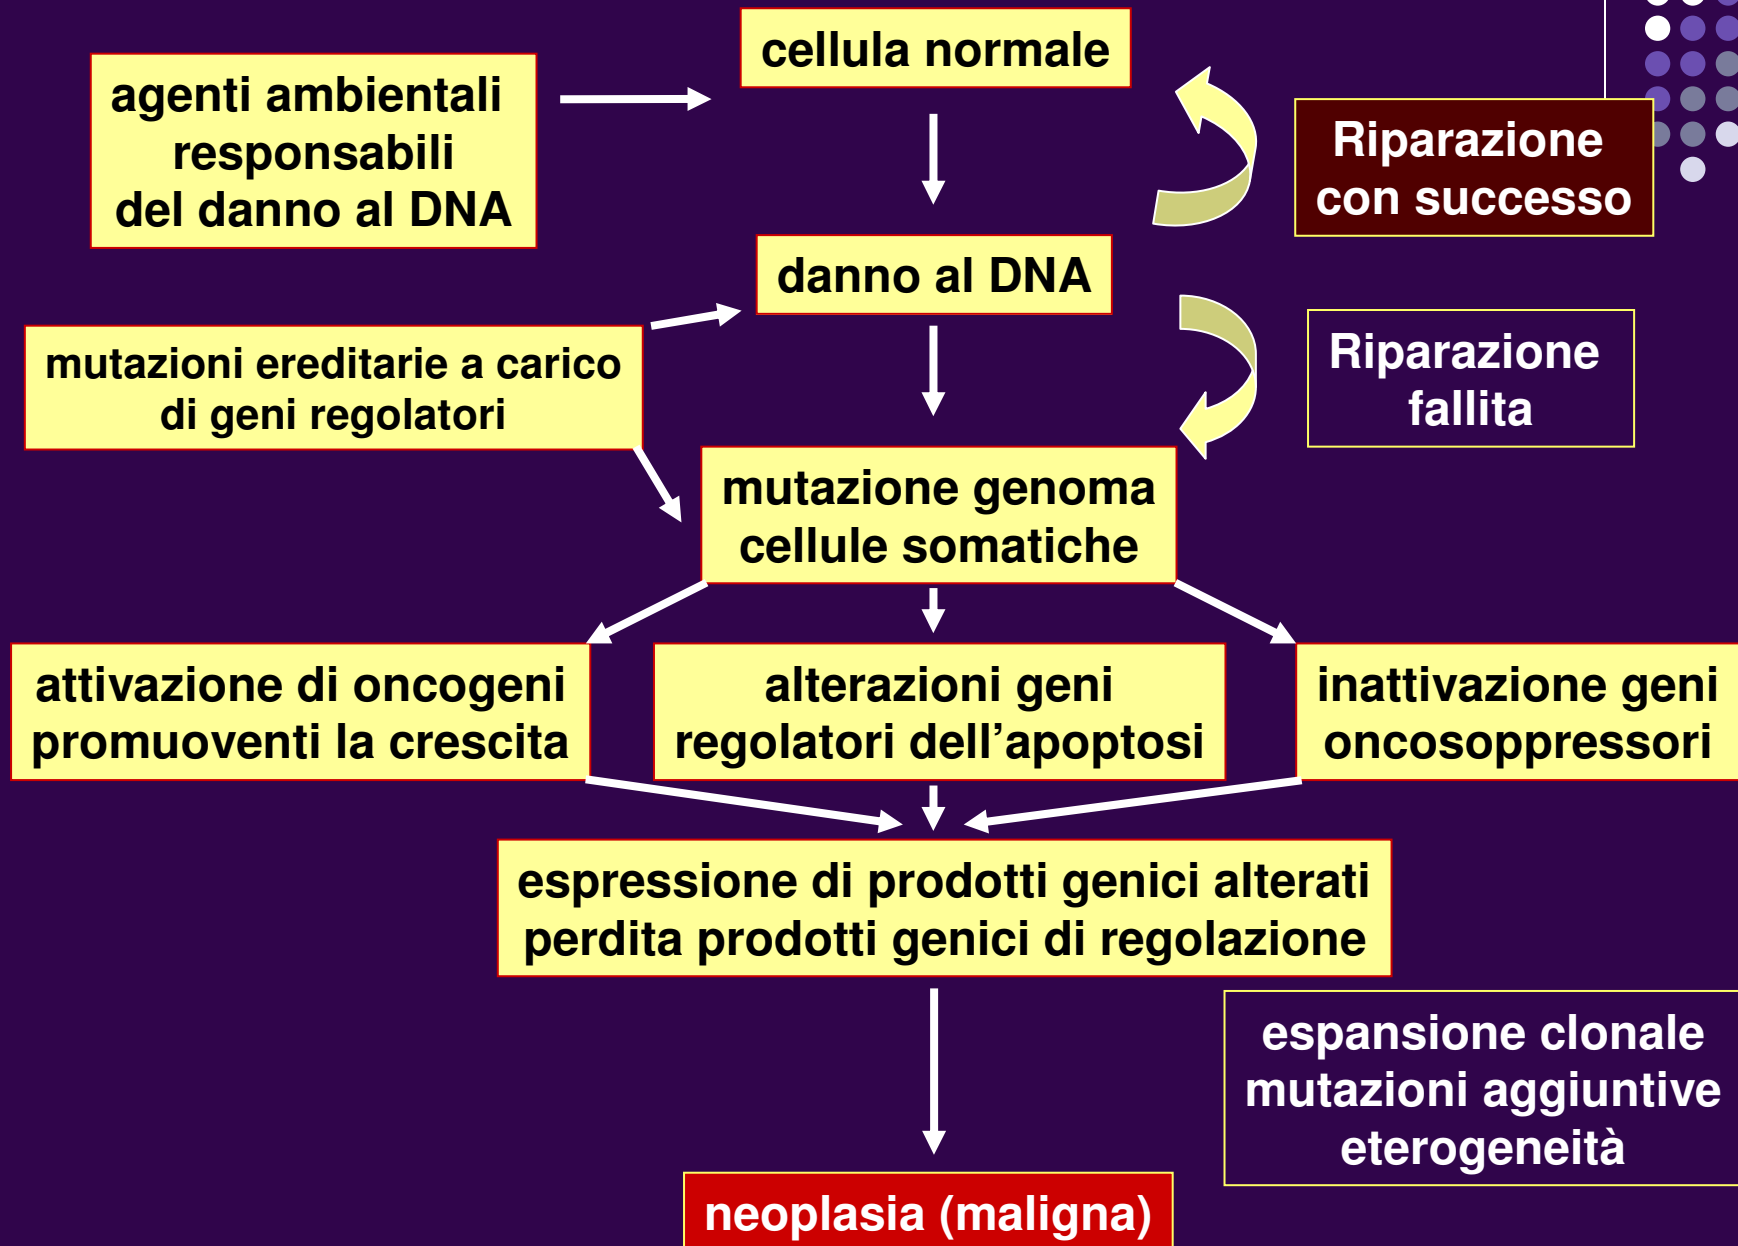 cellula normale
agenti ambientali
responsabili
del danno al DNA
Riparazione
con successo
danno al DNA
mutazioni ereditarie a carico
di geni regolatori
Riparazione
fallita
mutazione genoma
cellule somatiche
attivazione di oncogeni
promuoventi la crescita
alterazioni geni
regolatori dell’apoptosi
inattivazione geni
oncosoppressori
espressione di prodotti genici alterati
perdita prodotti genici di regolazione
espansione clonale
mutazioni aggiuntive
eterogeneità
neoplasia (maligna)